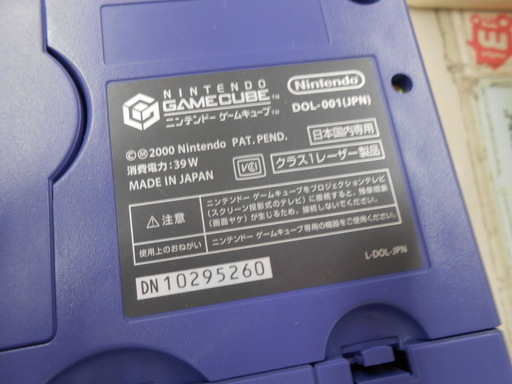 NINTENDO
GAMECUBE™
ニンテンドー ゲームキューブ™
Nintendo
DOL-001(JPN)
©Ⓜ 2000 Nintendo PAT. PEND.
日本国内専用
消費電力：39W
VCI
クラス1レーザー製品
MADE IN JAPAN
⚠ 注意
ニンテンドー ゲームキューブをプロジェクションテレビ
(スクリーン投影式のテレビ)に接続すると、残像現象
(画面ヤケ)が生じるため、接続しないでください。
使用上のおねがい
ニンテンドー ゲームキューブ専用の機器をご使用ください。
DN 10295260
L-DOL-JPN